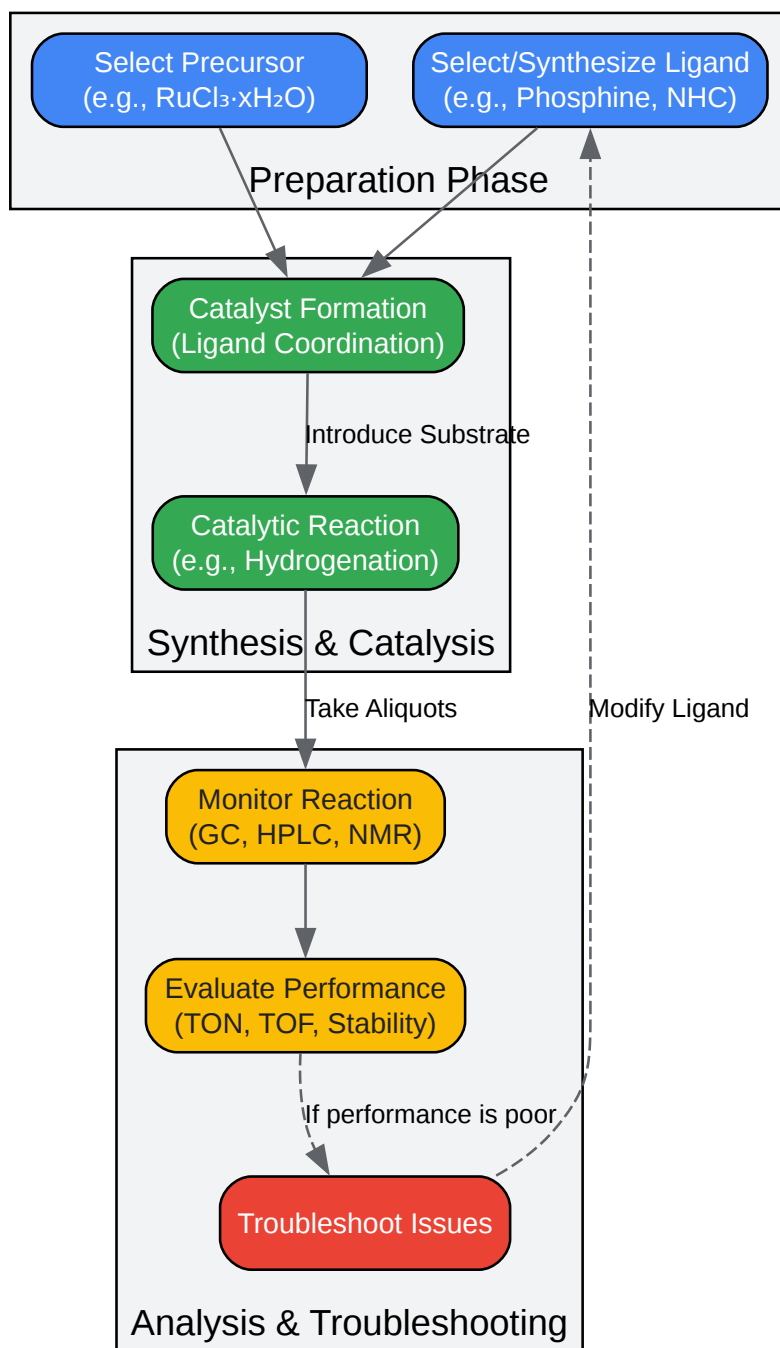 Select Precursor
(e.g., RuCl₃·xH₂O)
Select/Synthesize Ligand
(e.g., Phosphine, NHC)
Preparation Phase
Catalyst Formation
(Ligand Coordination)
Introduce Substrate
Catalytic Reaction
(e.g., Hydrogenation)
Synthesis & Catalysis
Take Aliquots
Modify Ligand
Monitor Reaction
(GC, HPLC, NMR)
Evaluate Performance
(TON, TOF, Stability)
If performance is poor
Troubleshoot Issues
Analysis & Troubleshooting